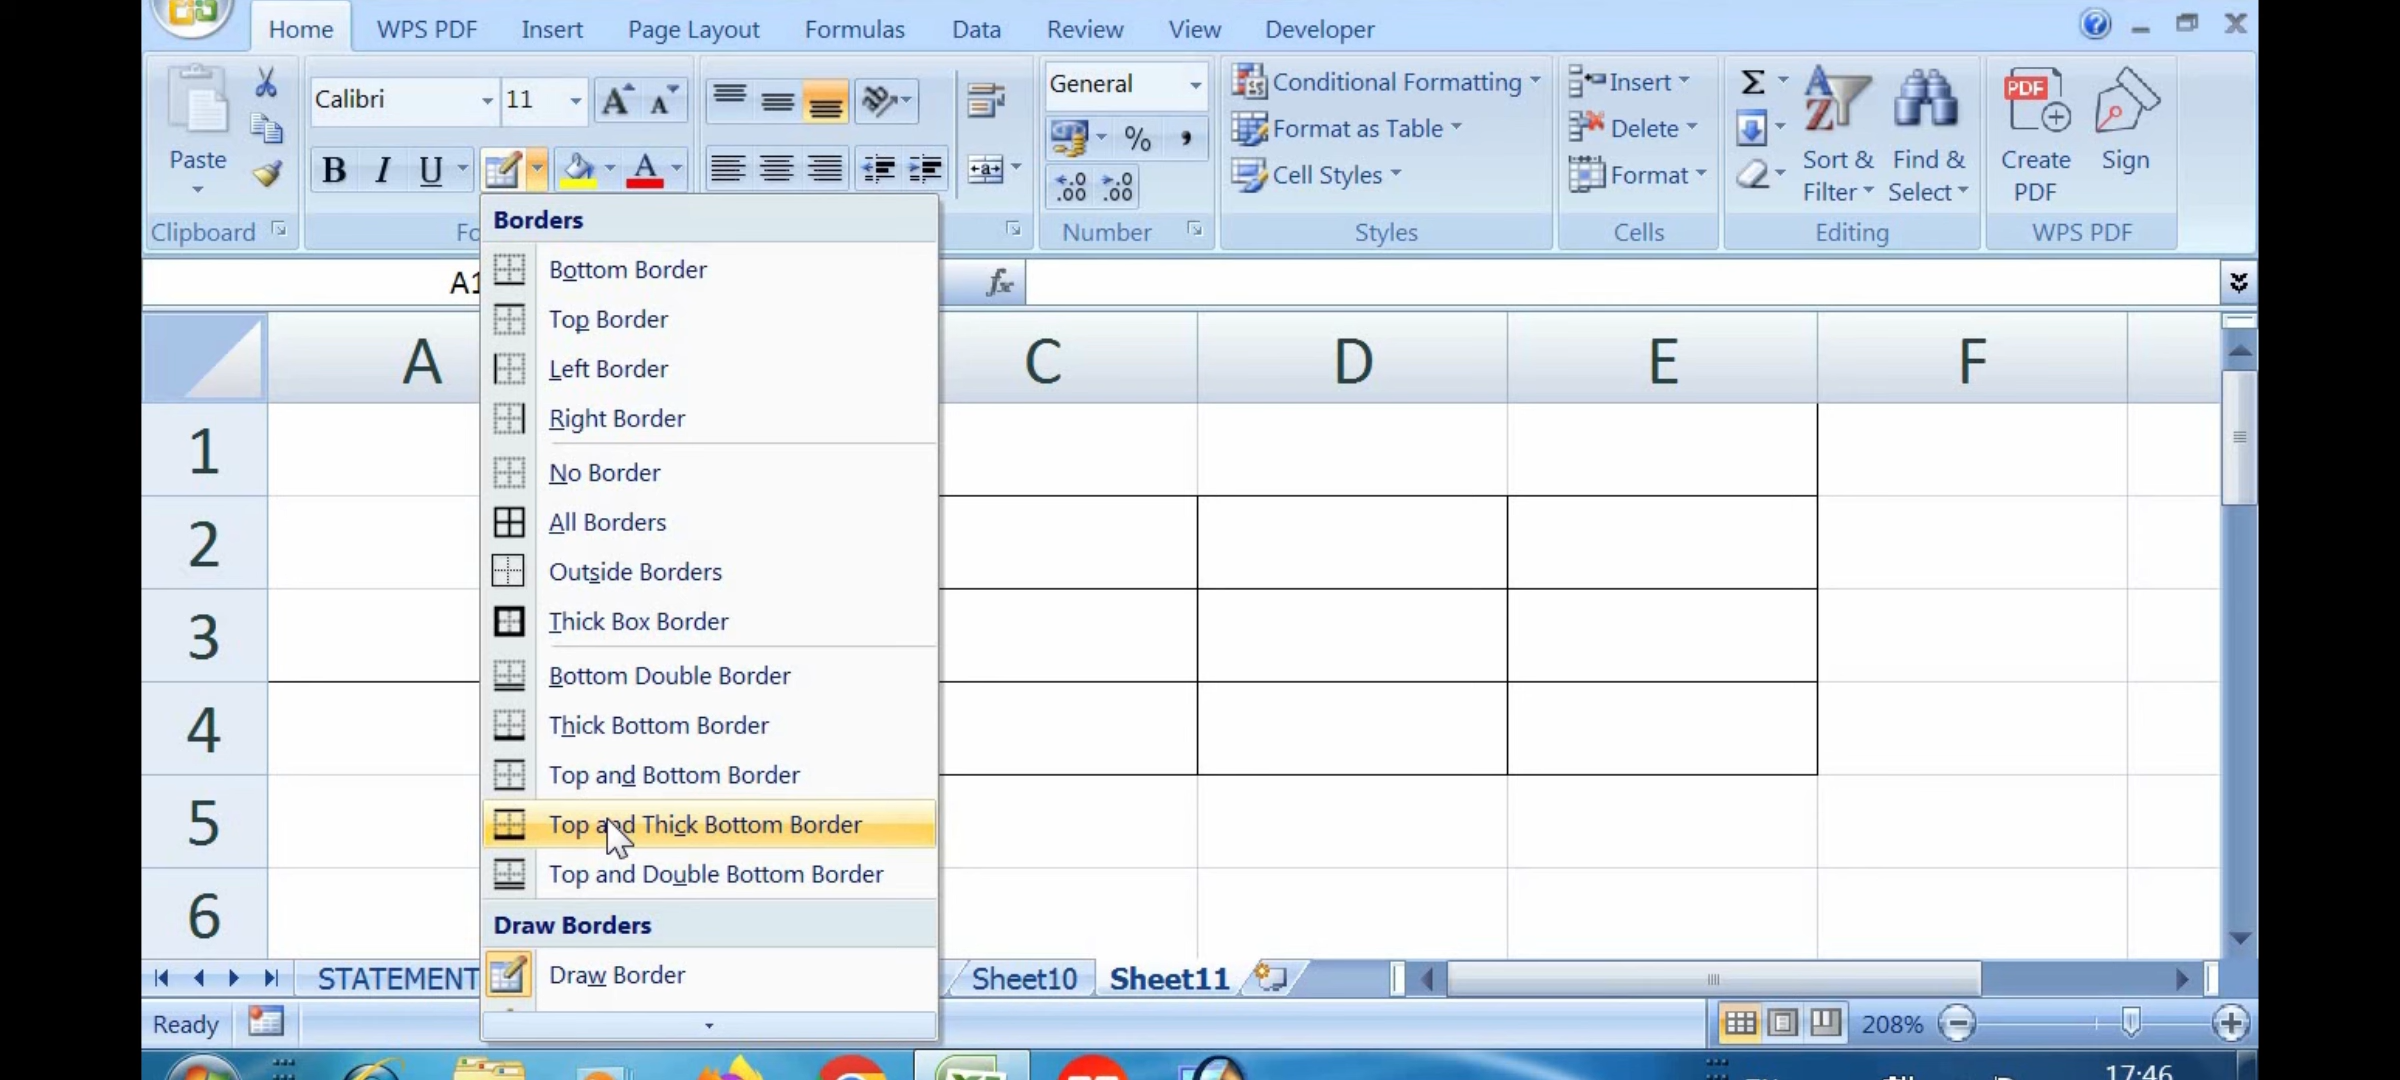 Home WPS PDF Insert Page Layout Formulas Data Review View Developer
Calibri 11 General Conditional Formatting Insert
Format as Table Delete
Paste B I U A Cell Styles Format Sort & Filter Find & Select Create PDF Sign
Clipboard Number Styles Cells Editing WPS PDF
Borders
Bottom Border
Top Border
Left Border
Right Border
No Border
All Borders
Outside Borders
Thick Box Border
Bottom Double Border
Thick Bottom Border
Top and Bottom Border
Top and Thick Bottom Border
Top and Double Bottom Border
Draw Borders
Draw Border
fx
A C D E F
1
2
3
4
5
6
STATEMENT Sheet10 Sheet11
Ready 208%
17:46